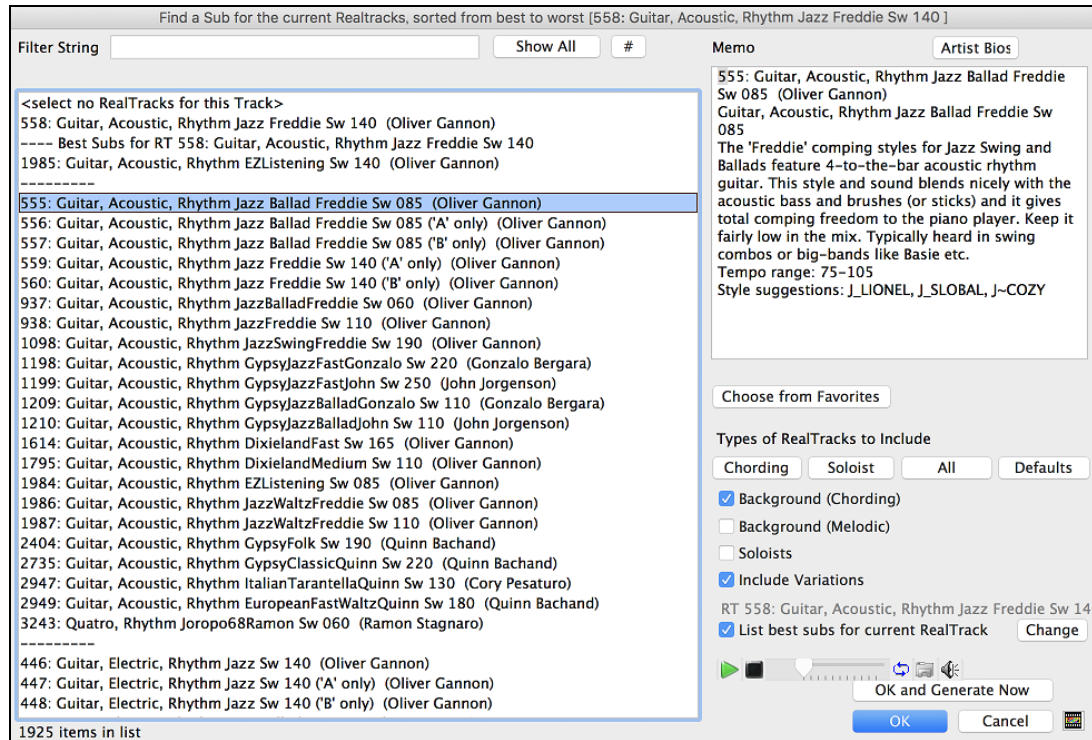 Find a Sub for the current Realtracks, sorted from best to worst [558: Guitar, Acoustic, Rhythm Jazz Freddie Sw 140 ]
Filter String
Show All
#
<select no RealTracks for this Track>
558: Guitar, Acoustic, Rhythm Jazz Freddie Sw 140 (Oliver Gannon)
---- Best Subs for RT 558: Guitar, Acoustic, Rhythm Jazz Freddie Sw 140
1985: Guitar, Acoustic, Rhythm EZListening Sw 140 (Oliver Gannon)
---------
555: Guitar, Acoustic, Rhythm Jazz Ballad Freddie Sw 085 (Oliver Gannon)
556: Guitar, Acoustic, Rhythm Jazz Ballad Freddie Sw 085 ('A' only) (Oliver Gannon)
557: Guitar, Acoustic, Rhythm Jazz Ballad Freddie Sw 085 ('B' only) (Oliver Gannon)
559: Guitar, Acoustic, Rhythm Jazz Freddie Sw 140 ('A' only) (Oliver Gannon)
560: Guitar, Acoustic, Rhythm Jazz Freddie Sw 140 ('B' only) (Oliver Gannon)
937: Guitar, Acoustic, Rhythm JazzBalladFreddie Sw 060 (Oliver Gannon)
938: Guitar, Acoustic, Rhythm JazzFreddie Sw 110 (Oliver Gannon)
1098: Guitar, Acoustic, Rhythm JazzSwingFreddie Sw 190 (Oliver Gannon)
1198: Guitar, Acoustic, Rhythm GypsyJazzFastGonzalo Sw 220 (Gonzalo Bergara)
1199: Guitar, Acoustic, Rhythm GypsyJazzFastJohn Sw 250 (John Jorgenson)
1209: Guitar, Acoustic, Rhythm GypsyJazzBalladGonzalo Sw 110 (Gonzalo Bergara)
1210: Guitar, Acoustic, Rhythm GypsyJazzBalladJohn Sw 110 (John Jorgenson)
1614: Guitar, Acoustic, Rhythm DixielandFast Sw 165 (Oliver Gannon)
1795: Guitar, Acoustic, Rhythm DixielandMedium Sw 110 (Oliver Gannon)
1984: Guitar, Acoustic, Rhythm EZListening Sw 085 (Oliver Gannon)
1986: Guitar, Acoustic, Rhythm JazzWaltzFreddie Sw 085 (Oliver Gannon)
1987: Guitar, Acoustic, Rhythm JazzWaltzFreddie Sw 110 (Oliver Gannon)
2404: Guitar, Acoustic, Rhythm GypsyFolk Sw 190 (Quinn Bachand)
2735: Guitar, Acoustic, Rhythm GypsyClassicQuinn Sw 220 (Quinn Bachand)
2947: Guitar, Acoustic, Rhythm ItalianTarantellaQuinn Sw 130 (Cory Pesaturo)
2949: Guitar, Acoustic, Rhythm EuropeanFastWaltzQuinn Sw 180 (Quinn Bachand)
3243: Quatro, Rhythm Joropo68Ramon Sw 060 (Ramon Stagnaro)
---------
446: Guitar, Electric, Rhythm Jazz Sw 140 (Oliver Gannon)
447: Guitar, Electric, Rhythm Jazz Sw 140 ('A' only) (Oliver Gannon)
448: Guitar, Electric, Rhythm Jazz Sw 140 ('B' only) (Oliver Gannon)
1925 items in list
Memo
Artist Bios
555: Guitar, Acoustic, Rhythm Jazz Ballad Freddie
Sw 085 (Oliver Gannon)
Guitar, Acoustic, Rhythm Jazz Ballad Freddie Sw
085
The 'Freddie' comping styles for Jazz Swing and
Ballads feature 4-to-the-bar acoustic rhythm
guitar. This style and sound blends nicely with the
acoustic bass and brushes (or sticks) and it gives
total comping freedom to the piano player. Keep it
fairly low in the mix. Typically heard in swing
combos or big-bands like Basie etc.
Tempo range: 75-105
Style suggestions: J_LIONEL, J_SLOBAL, J~COZY
Choose from Favorites
Types of RealTracks to Include
Chording
Soloist
All
Defaults
Background (Chording)
Background (Melodic)
Soloists
Include Variations
RT 558: Guitar, Acoustic, Rhythm Jazz Freddie Sw 14
List best subs for current RealTrack
Change
OK and Generate Now
OK
Cancel